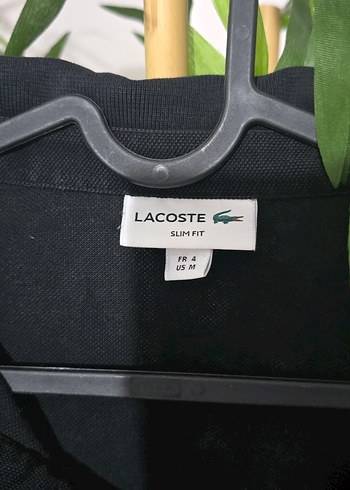 LACOSTE
SLIM FIT
FR 4
US M